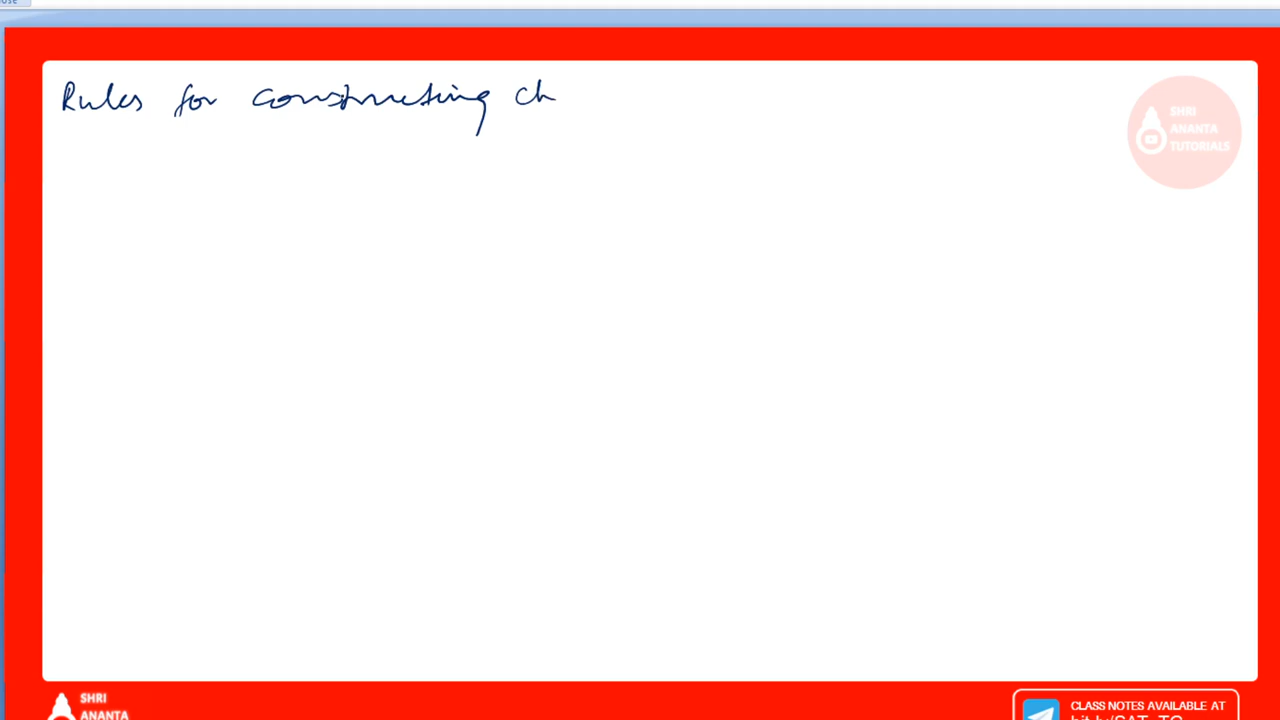 Rules for constructing ch
SHRI
ANANTA
TUTORIALS
SHRI
ANANTA
CLASS NOTES AVAILABLE AT